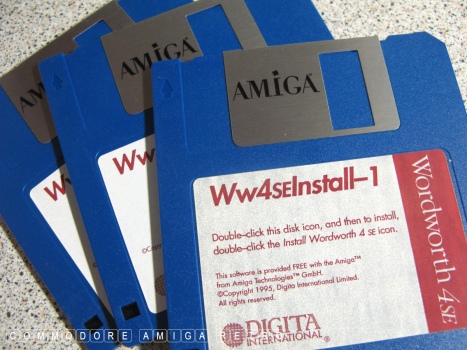 AMIGA
AMIGA
AMIGA
Ww
Ww
Ww4SEInstall–1
Double-click this disk icon, and then to install,
double-click the Install Wordworth 4 SE icon.
This software is provided FREE with the Amiga™
from Amiga Technologies™ GmbH.
©Copyright 1995, Digita International Limited.
All rights reserved.
DIGITA
INTERNATIONAL®
Wordworth 4SE
COMMODORE AMIGA